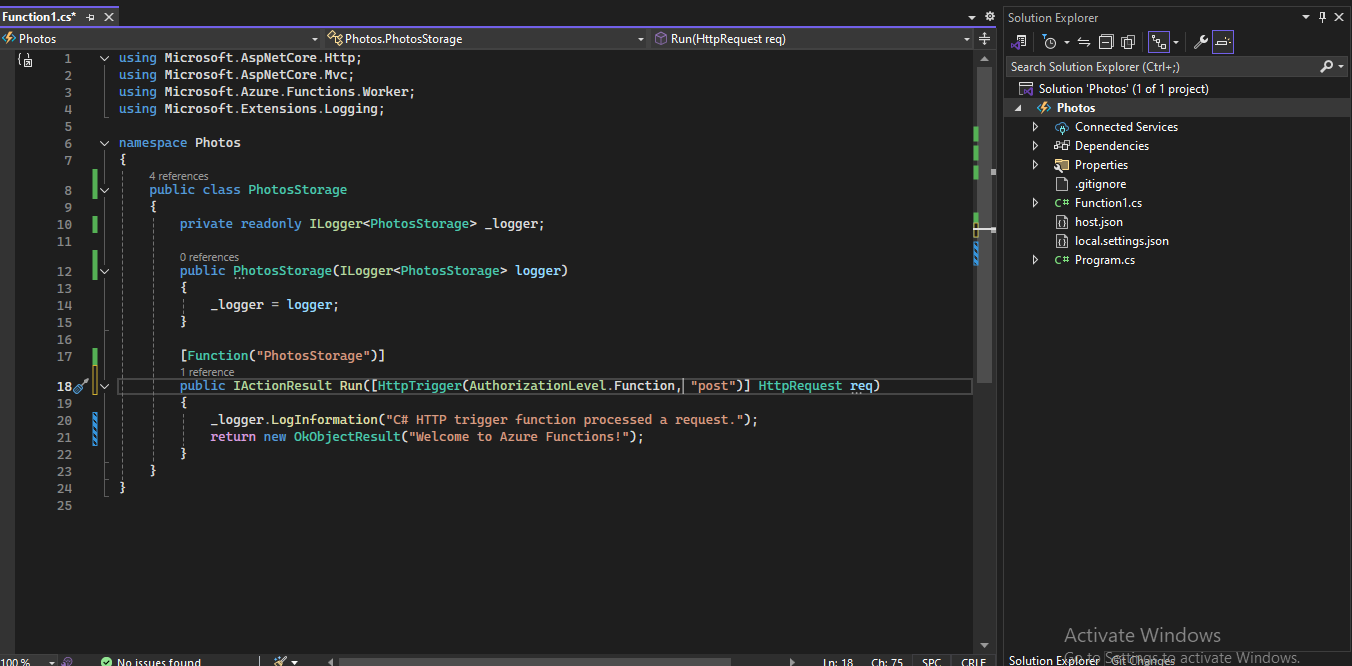 Function1.cs*
Photos
Photos.PhotosStorage
Run(HttpRequest req)
1 using Microsoft.AspNetCore.Http;
2 using Microsoft.AspNetCore.Mvc;
3 using Microsoft.Azure.Functions.Worker;
4 using Microsoft.Extensions.Logging;
5
6 namespace Photos
7 {
4 references
8 public class PhotosStorage
9 {
10 private readonly ILogger<PhotosStorage> _logger;
11
0 references
12 public PhotosStorage(ILogger<PhotosStorage> logger)
13 {
14 _logger = logger;
15 }
16
17 [Function("PhotosStorage")]
1 reference
18 public IActionResult Run([HttpTrigger(AuthorizationLevel.Function, "post")] HttpRequest req)
19 {
20 _logger.LogInformation("C# HTTP trigger function processed a request.");
21 return new OkObjectResult("Welcome to Azure Functions!");
22 }
23 }
24 }
25
100 %
No issues found
Ln: 18 Ch: 75 SPC CRLF
Solution Explorer
Search Solution Explorer (Ctrl+;)
Solution 'Photos' (1 of 1 project)
Photos
Connected Services
Dependencies
Properties
.gitignore
C# Function1.cs
host.json
local.settings.json
C# Program.cs
Activate Windows
Go to Settings to activate Windows.
Solution Explorer Git Changes